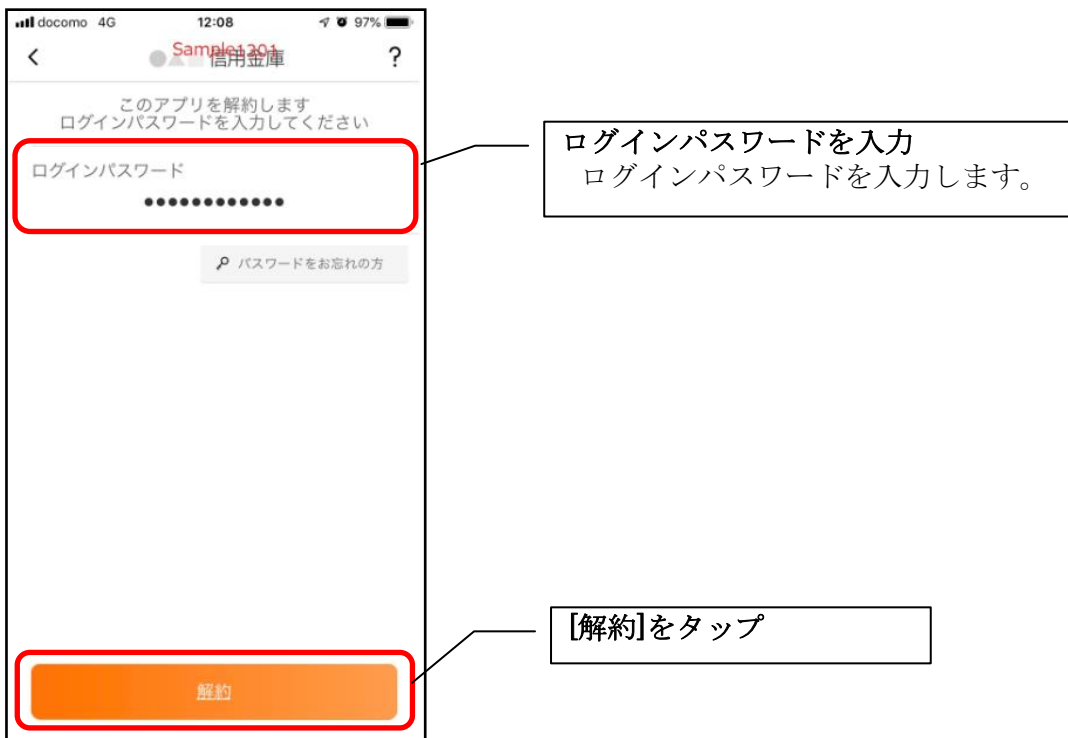 docomo 4G 12:08 97%
Sample1201
●▲■信用金庫 ?
このアプリを解約します
ログインパスワードを入力してください
ログインパスワード
●●●●●●●●●●●●
パスワードをお忘れの方
解約
ログインパスワードを入力
ログインパスワードを入力します。
[解約]をタップ